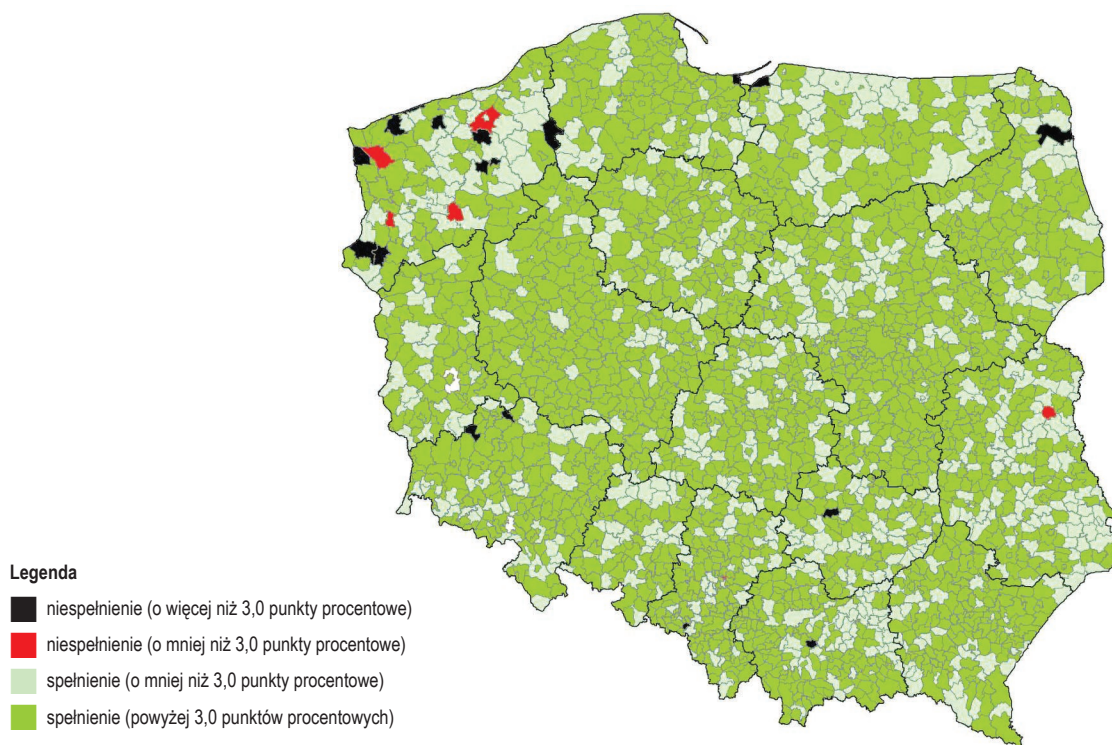 Legenda
niespełnienie (o więcej niż 3,0 punkty procentowe)
niespełnienie (o mniej niż 3,0 punkty procentowe)
spełnienie (o mniej niż 3,0 punkty procentowe)
spełnienie (powyżej 3,0 punktów procentowych)